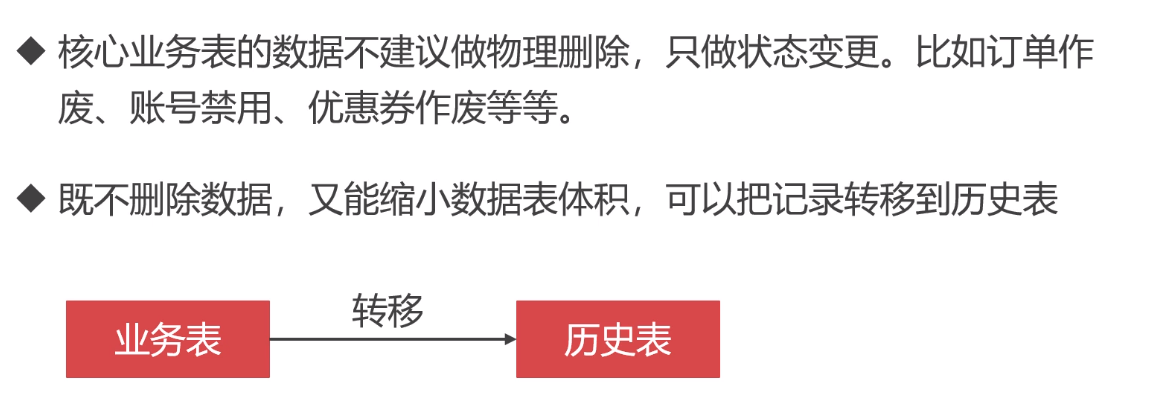 ◆ 核心业务表的数据不建议做物理删除，只做状态变更。比如订单作
废、账号禁用、优惠券作废等等。
◆ 既不删除数据，又能缩小数据表体积，可以把记录转移到历史表
转移
业务表
历史表